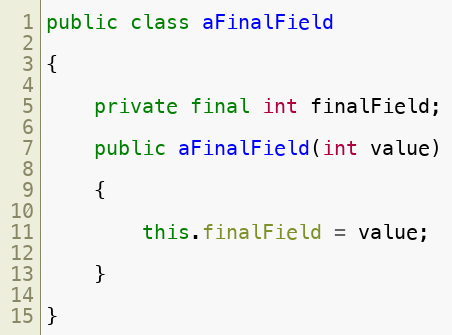 1 public class aFinalField
2
3 {
4
5     private final int finalField;
6
7     public aFinalField(int value)
8
9     {
10
11         this.finalField = value;
12
13     }
14
15 }